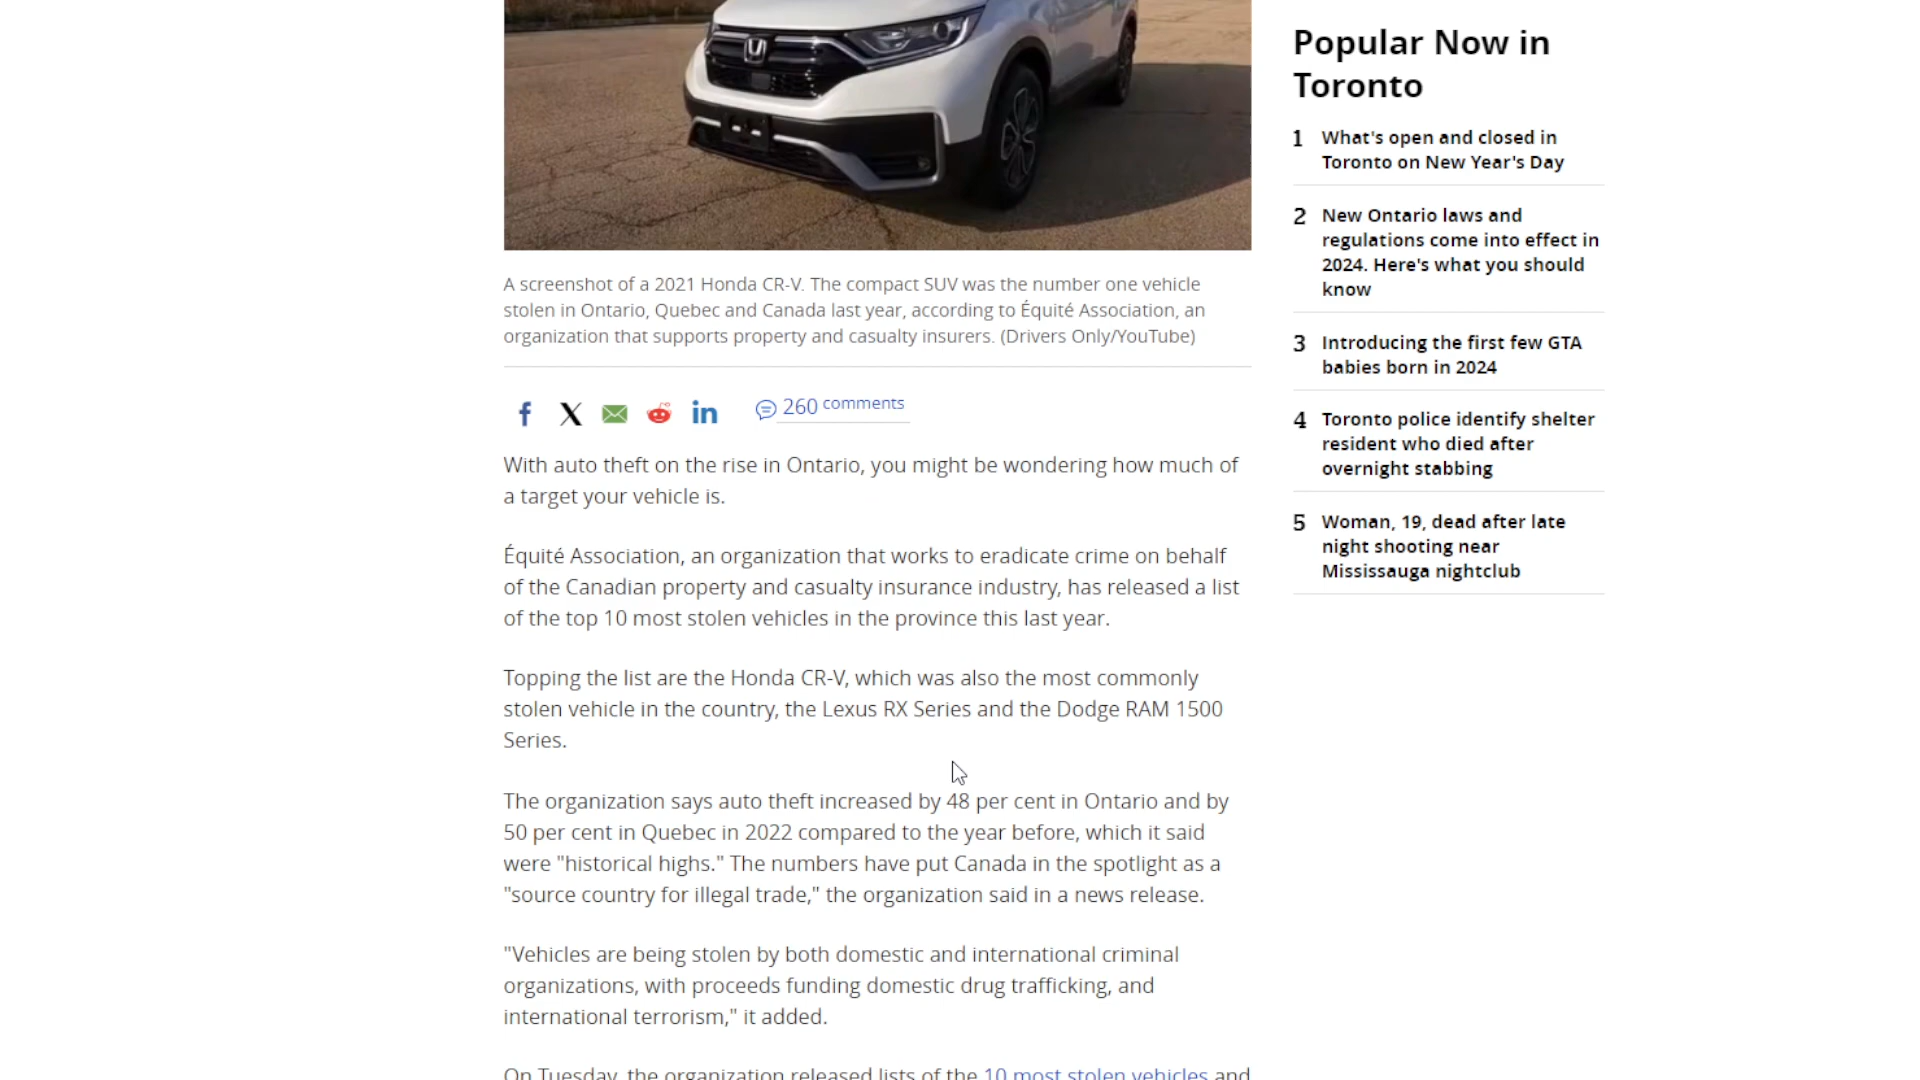 A screenshot of a 2021 Honda CR-V. The compact SUV was the number one vehicle
stolen in Ontario, Quebec and Canada last year, according to Équité Association, an
organization that supports property and casualty insurers. (Drivers Only/YouTube)
260 comments
With auto theft on the rise in Ontario, you might be wondering how much of
a target your vehicle is.
Équité Association, an organization that works to eradicate crime on behalf
of the Canadian property and casualty insurance industry, has released a list
of the top 10 most stolen vehicles in the province this last year.
Topping the list are the Honda CR-V, which was also the most commonly
stolen vehicle in the country, the Lexus RX Series and the Dodge RAM 1500
Series.
The organization says auto theft increased by 48 per cent in Ontario and by
50 per cent in Quebec in 2022 compared to the year before, which it said
were "historical highs." The numbers have put Canada in the spotlight as a
"source country for illegal trade," the organization said in a news release.
"Vehicles are being stolen by both domestic and international criminal
organizations, with proceeds funding domestic drug trafficking, and
international terrorism," it added.
On Tuesday, the organization released lists of the 10 most stolen vehicles and
Popular Now in
Toronto
1 What's open and closed in
Toronto on New Year's Day
2 New Ontario laws and
regulations come into effect in
2024. Here's what you should
know
3 Introducing the first few GTA
babies born in 2024
4 Toronto police identify shelter
resident who died after
overnight stabbing
5 Woman, 19, dead after late
night shooting near
Mississauga nightclub